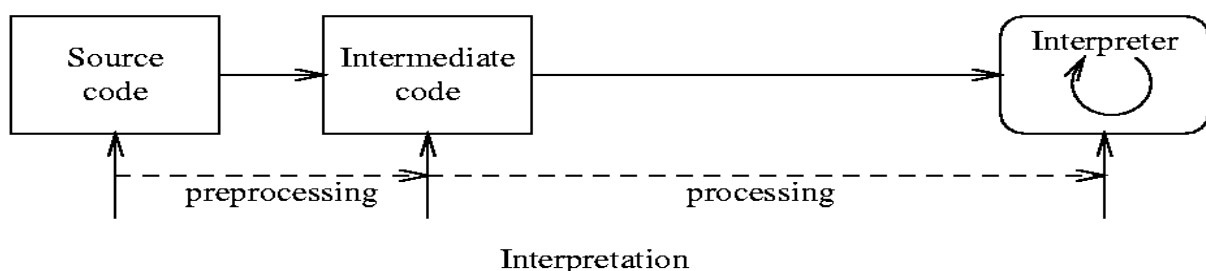 Source
code
Intermediate
code
Interpreter
preprocessing
processing
Interpretation